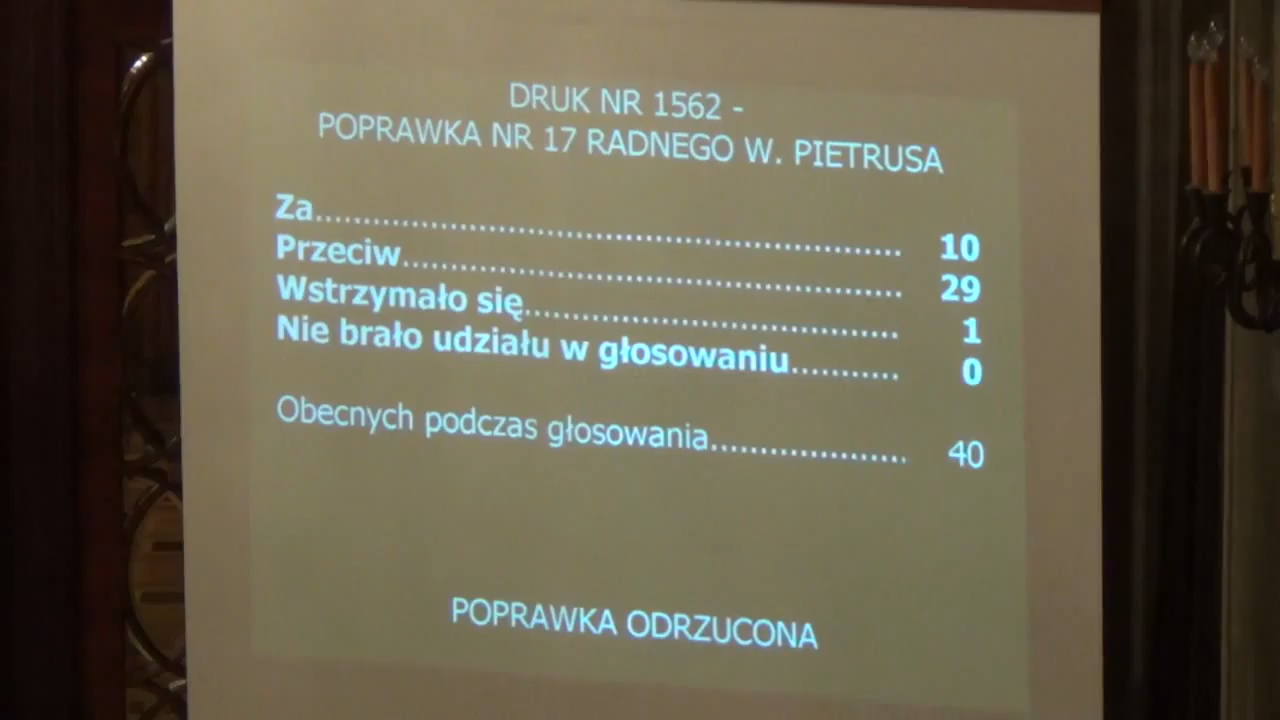 DRUK NR 1562 -
POPRAWKA NR 17 RADNEGO W. PIETRUSA
Za.......................................................................... 10
Przeciw............................................................... 29
Wstrzymało się............................................... 1
Nie brało udziału w głosowaniu........... 0
Obecnych podczas głosowania..................... 40
POPRAWKA ODRZUCONA